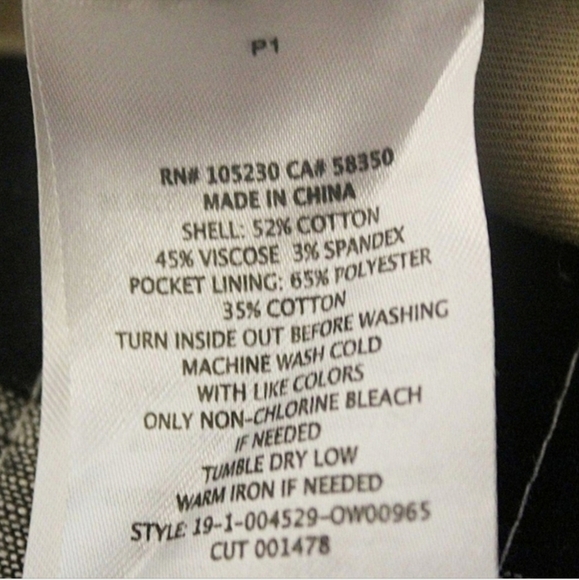 P1
RN# 105230 CA# 58350
MADE IN CHINA
SHELL: 52% COTTON
45% VISCOSE 3% SPANDEX
POCKET LINING: 65% POLYESTER
35% COTTON
TURN INSIDE OUT BEFORE WASHING
MACHINE WASH COLD
WITH LIKE COLORS
ONLY NON-CHLORINE BLEACH
IF NEEDED
TUMBLE DRY LOW
WARM IRON IF NEEDED
STYLE: 19-1-004529-OW00965
CUT 001478